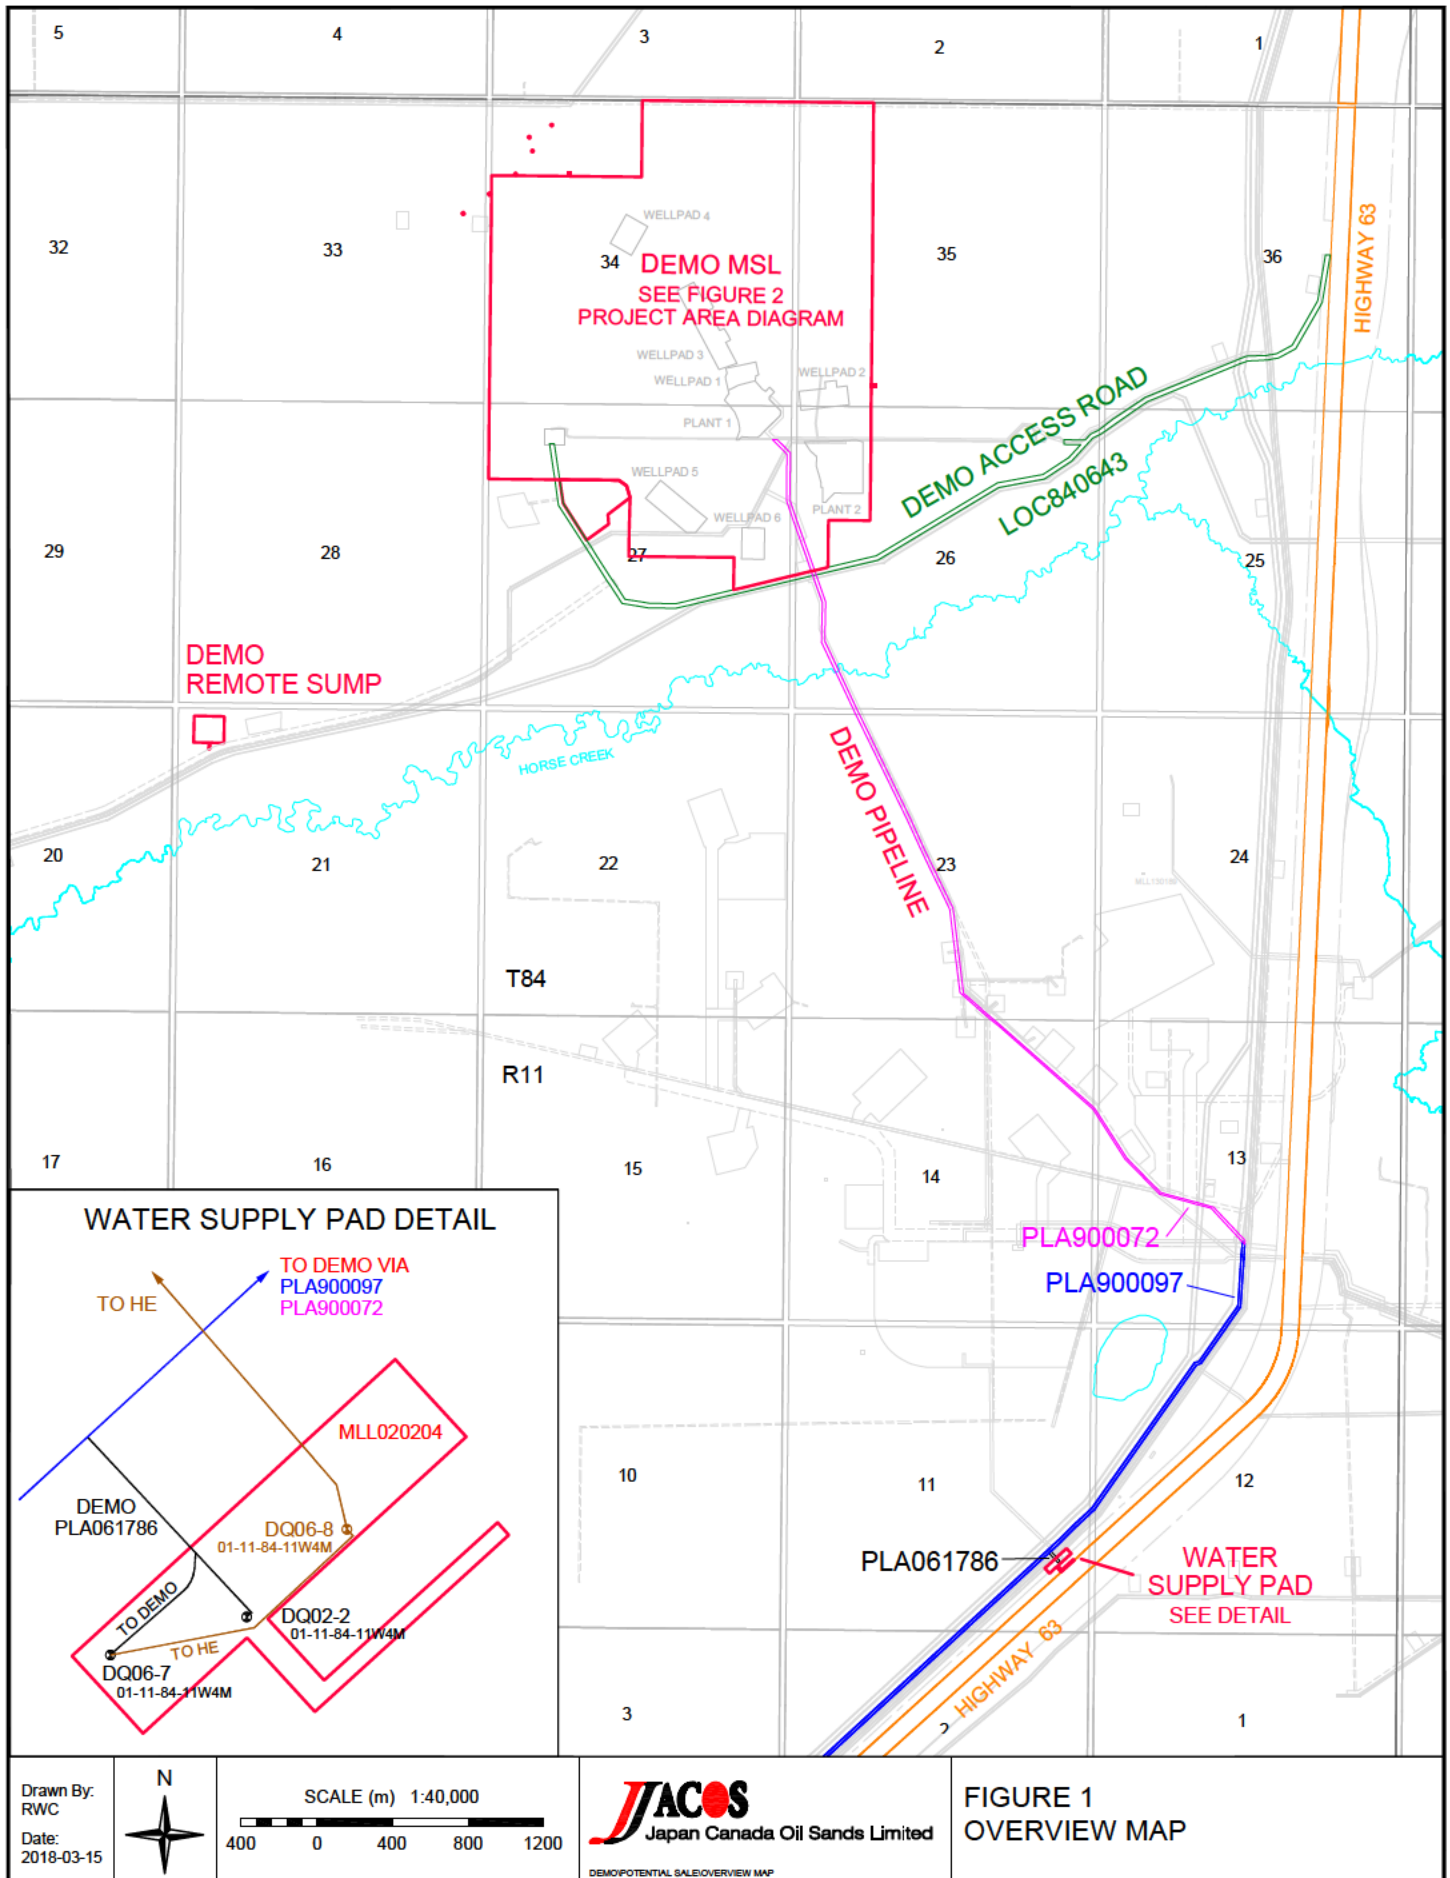 5
4
3
2
1
32
33
34
35
36
WELLPAD 4
DEMO MSL
SEE FIGURE 2
PROJECT AREA DIAGRAM
WELLPAD 3
WELLPAD 1
WELLPAD 2
PLANT 1
WELLPAD 5
WELLPAD 6
PLANT 2
HIGHWAY 63
DEMO ACCESS ROAD
LOC840643
29
28
27
26
25
DEMO
REMOTE SUMP
HORSE CREEK
DEMO PIPELINE
20
21
22
23
24
T84
R11
17
16
15
14
13
PLA900072
PLA900097
10
11
12
PLA061786
WATER
SUPPLY PAD
SEE DETAIL
HIGHWAY 63
3
2
1
WATER SUPPLY PAD DETAIL
TO DEMO VIA
PLA900097
PLA900072
TO HE
MLL020204
DEMO
PLA061786
DQ06-8
01-11-84-11W4M
TO DEMO
DQ02-2
01-11-84-11W4M
TO HE
DQ06-7
01-11-84-11W4M
Drawn By:
RWC
Date:
2018-03-15
N
SCALE (m) 1:40,000
400 0 400 800 1200
JACOS
Japan Canada Oil Sands Limited
DEMO\POTENTIAL SALE\OVERVIEW MAP
FIGURE 1
OVERVIEW MAP